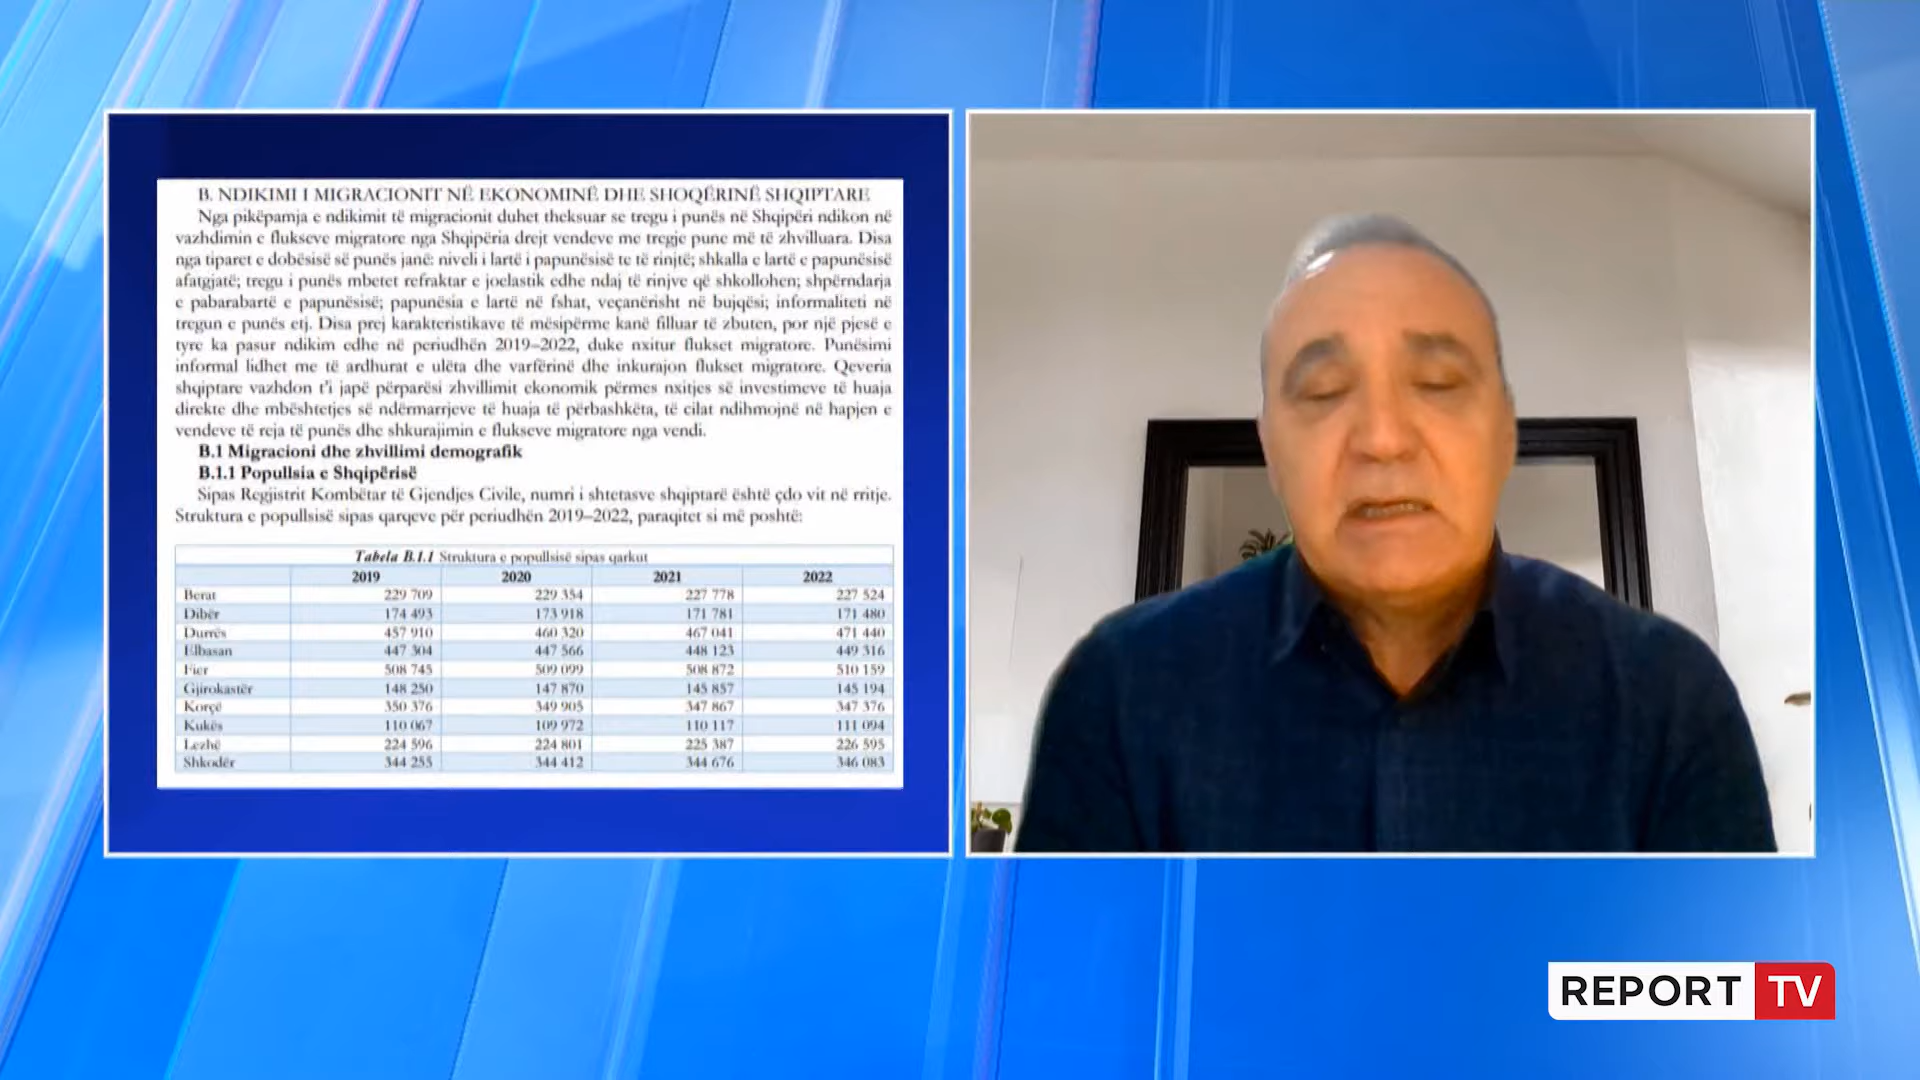 B. NDIKIMI I MIGRACIONIT NË EKONOMINË DHE SHOQËRINË SHQIPTARE
Nga pikëpamja e ndikimit të migracionit duhet theksuar se tregu i punës në Shqipëri ndikon në
vazhdimin e flukseve migratore nga Shqipëria drejt vendeve me tregje pune më të zhvilluara. Disa
nga tiparet e dobësisë së punës janë: niveli i lartë i papunësisë te të rinjtë; shkalla e lartë e papunësisë
afatgjatë; tregu i punës mbetet refraktar e joelastik edhe ndaj të rinjve që shkollohen; shpërndarja
e pabarabartë e papunësisë; papunësia e lartë në fshat, veçanërisht në bujqësi; informaliteti në
tregun e punës etj. Disa prej karakteristikave të mësipërme kanë filluar të zbuten, por një pjesë e
tyre ka pasur ndikim edhe në periudhën 2019–2022, duke nxitur flukset migratore. Punësimi
informal lidhet me të ardhurat e ulëta dhe varfërinë dhe inkurajon flukset migratore. Qeveria
shqiptare vazhdon t'i japë përparësi zhvillimit ekonomik përmes nxitjes së investimeve të huaja
direkte dhe mbështetjes së ndërmarrjeve të huaja të përbashkëta, të cilat ndihmojnë në hapjen e
vendeve të reja të punës dhe shkurajimin e flukseve migratore nga vendi.
B.1 Migracioni dhe zhvillimi demografik
B.1.1 Popullsia e Shqipërisë
Sipas Regjistrit Kombëtar të Gjendjes Civile, numri i shtetasve shqiptarë është çdo vit në rritje.
Struktura e popullsisë sipas qarqeve për periudhën 2019–2022, paraqitet si më poshtë:
Tabela B.1.1 Struktura e popullsisë sipas qarkut
2019 2020 2021 2022
Berat 229 709 229 354 227 778 227 524
Dibër 174 493 173 918 171 781 171 480
Durrës 457 910 460 320 467 041 471 440
Elbasan 447 304 447 566 448 123 449 316
Fier 508 745 509 099 508 872 510 159
Gjirokastër 148 250 147 870 145 857 145 194
Korçë 350 376 349 905 347 867 347 376
Kukës 110 067 109 972 110 117 111 094
Lezhë 224 596 224 801 225 387 226 595
Shkodër 344 255 344 412 344 676 346 083
REPORT TV